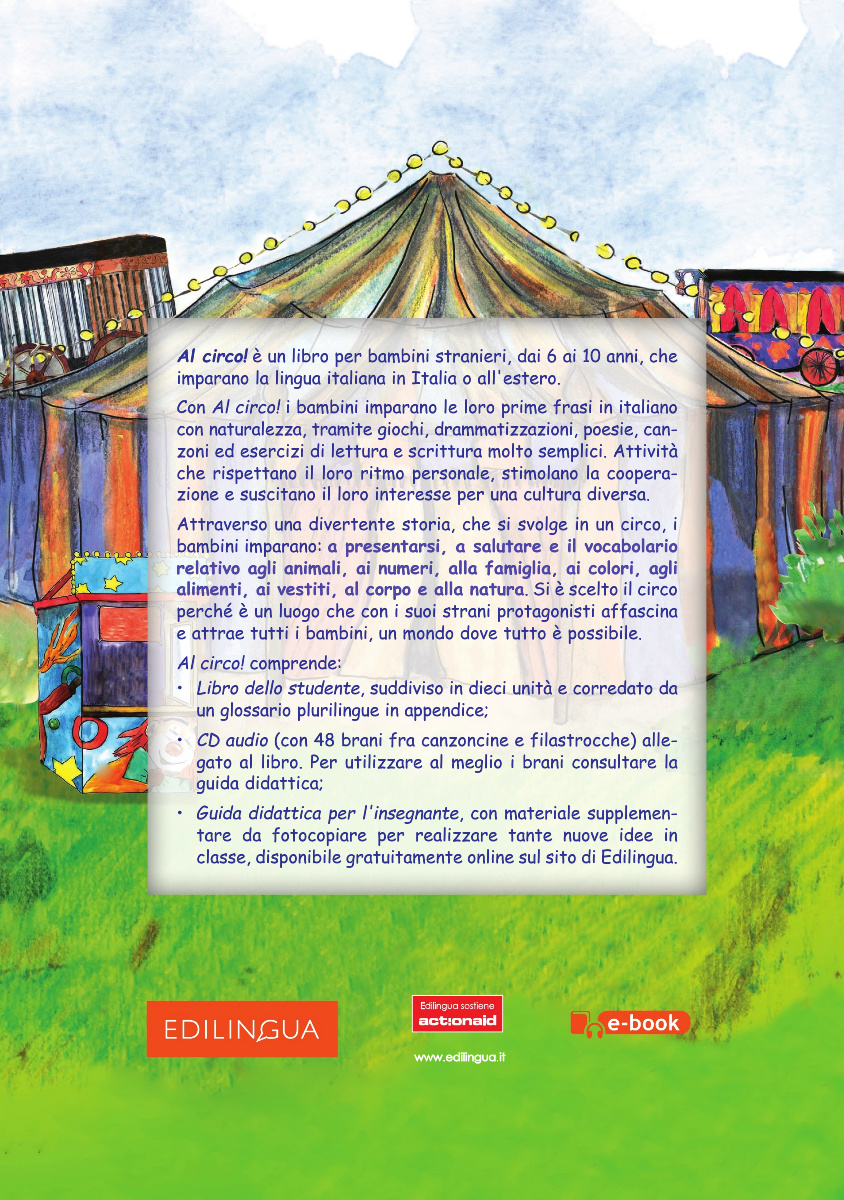 Al circo! è un libro per bambini stranieri, dai 6 ai 10 anni, che
imparano la lingua italiana in Italia o all'estero.
Con Al circo! i bambini imparano le loro prime frasi in italiano
con naturalezza, tramite giochi, drammatizzazioni, poesie, can-
zoni ed esercizi di lettura e scrittura molto semplici. Attività
che rispettano il loro ritmo personale, stimolano la coopera-
zione e suscitano il loro interesse per una cultura diversa.
Attraverso una divertente storia, che si svolge in un circo, i
bambini imparano: a presentarsi, a salutare e il vocabolario
relativo agli animali, ai numeri, alla famiglia, ai colori, agli
alimenti, ai vestiti, al corpo e alla natura. Si è scelto il circo
perché è un luogo che con i suoi strani protagonisti affascina
e attrae tutti i bambini, un mondo dove tutto è possibile.
Al circo! comprende:
• Libro dello studente, suddiviso in dieci unità e corredato da
un glossario plurilingue in appendice;
• CD audio (con 48 brani fra canzoncine e filastrocche) alle-
gato al libro. Per utilizzare al meglio i brani consultare la
guida didattica;
• Guida didattica per l'insegnante, con materiale supplemen-
tare da fotocopiare per realizzare tante nuove idee in
classe, disponibile gratuitamente online sul sito di Edilingua.
EDILINGUA
Edilingua sostiene
act:onaid
www.edilingua.it
e-book